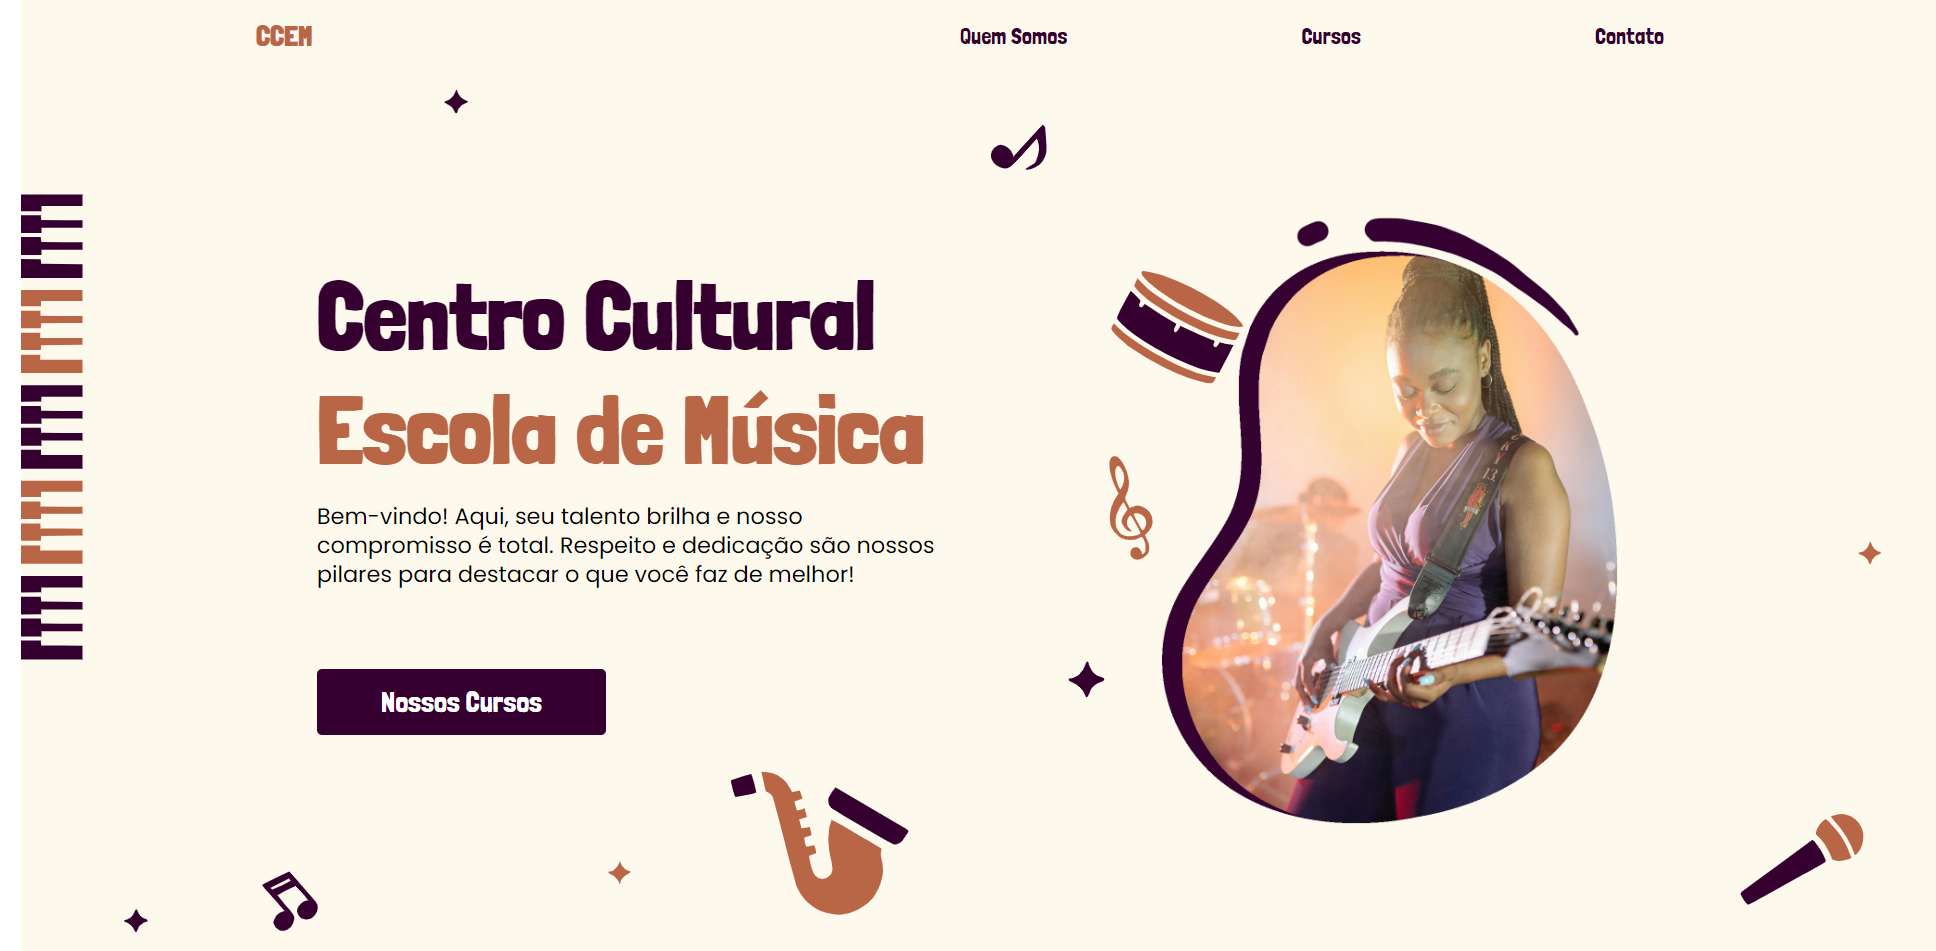 CCEM
Quem Somos
Cursos
Contato
Centro Cultural
Escola de Música
Bem-vindo! Aqui, seu talento brilha e nosso
compromisso é total. Respeito e dedicação são nossos
pilares para destacar o que você faz de melhor!
Nossos Cursos